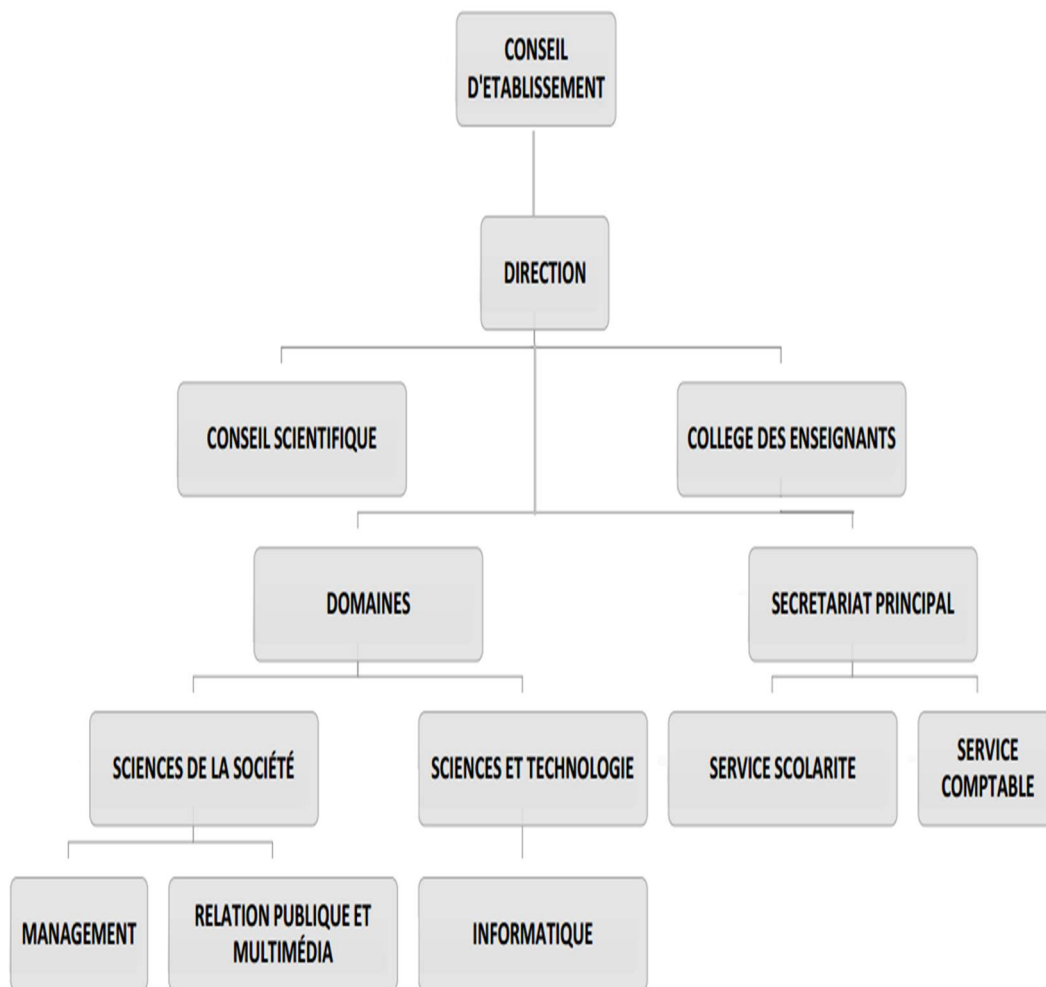 CONSEIL
D'ETABLISSEMENT
DIRECTION
CONSEIL SCIENTIFIQUE
COLLEGE DES ENSEIGNANTS
DOMAINES
SECRETARIAT PRINCIPAL
SCIENCES DE LA SOCIÉTÉ
SCIENCES ET TECHNOLOGIE
SERVICE SCOLARITE
SERVICE
COMPTABLE
MANAGEMENT
RELATION PUBLIQUE ET
MULTIMÉDIA
INFORMATIQUE